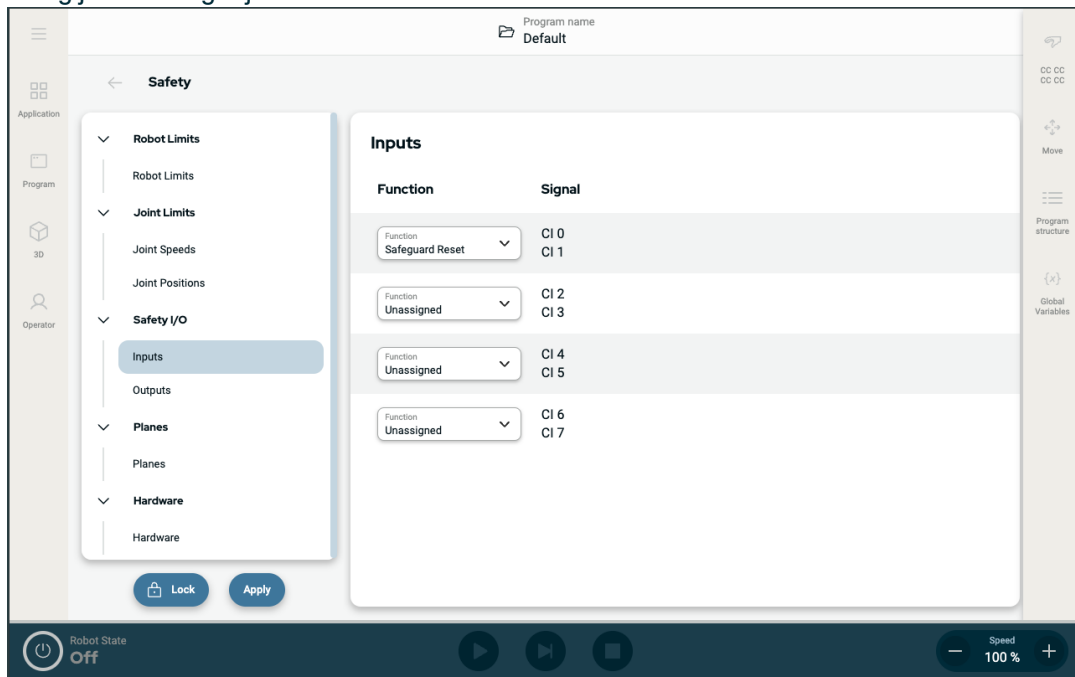 Program name
Default
Application
Program
3D
Operator
Safety
Robot Limits
Robot Limits
Joint Limits
Joint Speeds
Joint Positions
Safety I/O
Inputs
Outputs
Planes
Planes
Hardware
Hardware
Lock
Apply
Inputs
Function Signal
Function
Safeguard Reset
CI 0
CI 1
Function
Unassigned
CI 2
CI 3
Function
Unassigned
CI 4
CI 5
Function
Unassigned
CI 6
CI 7
CC CC
CC CC
Move
Program
structure
{x}
Global
Variables
Robot State
Off
Speed
100 %